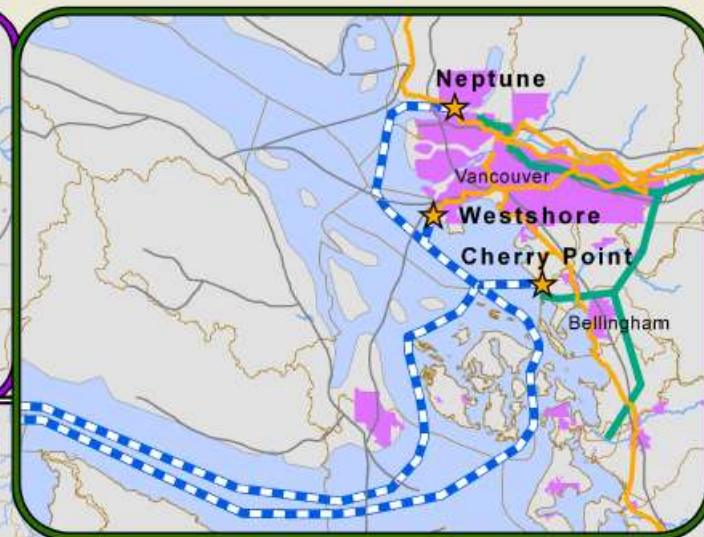 Neptune
Vancouver
Westshore
Cherry Point
Bellingham